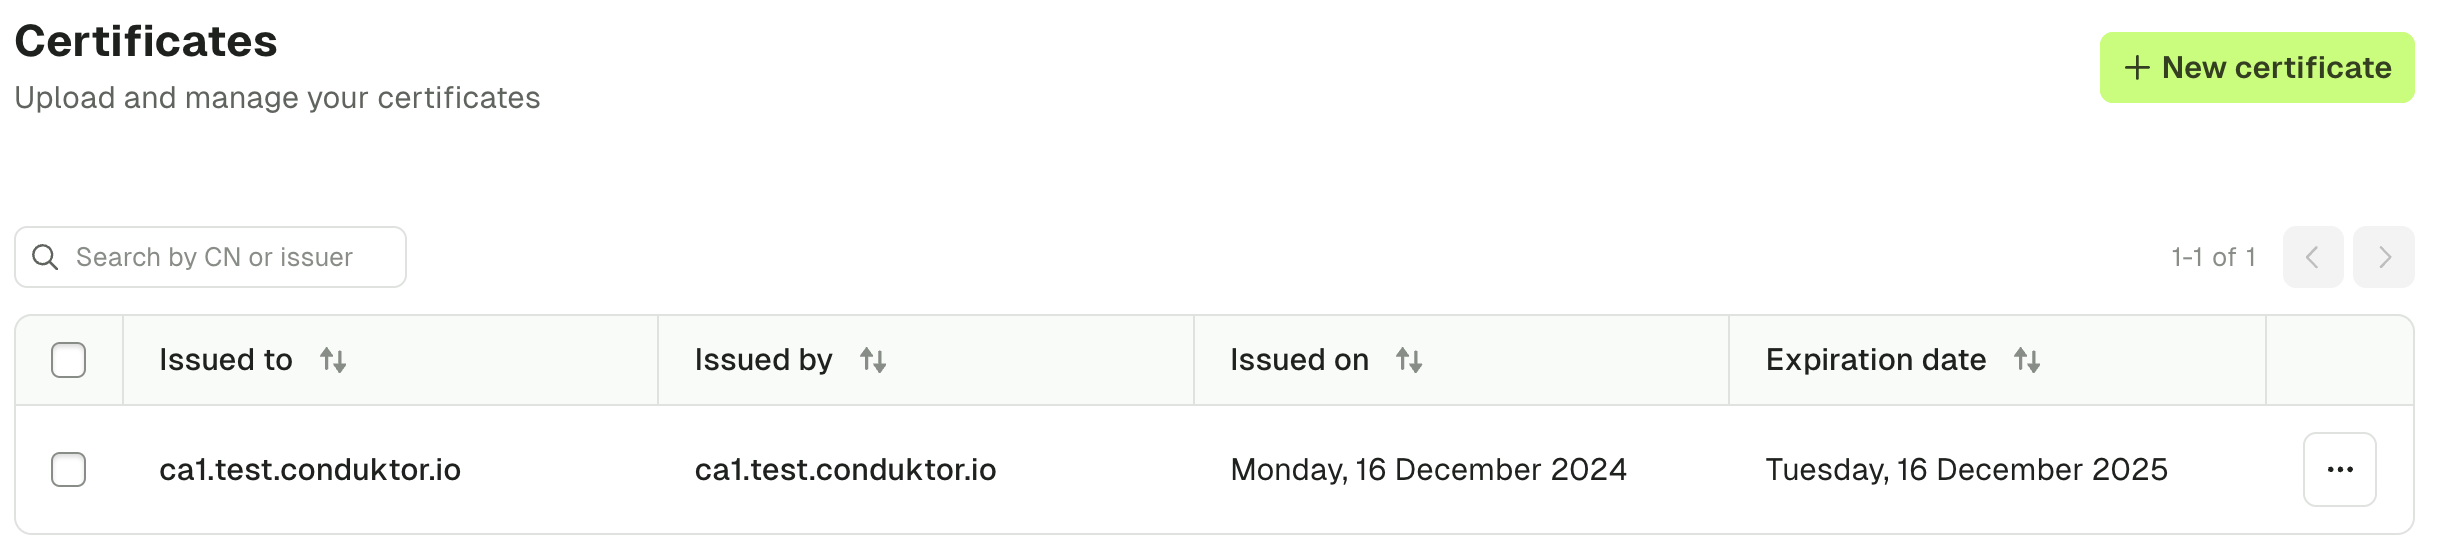 Certificates
Upload and manage your certificates
+ New certificate
Search by CN or issuer
1-1 of 1
Issued to Issued by Issued on Expiration date
ca1.test.conduktor.io ca1.test.conduktor.io Monday, 16 December 2024 Tuesday, 16 December 2025